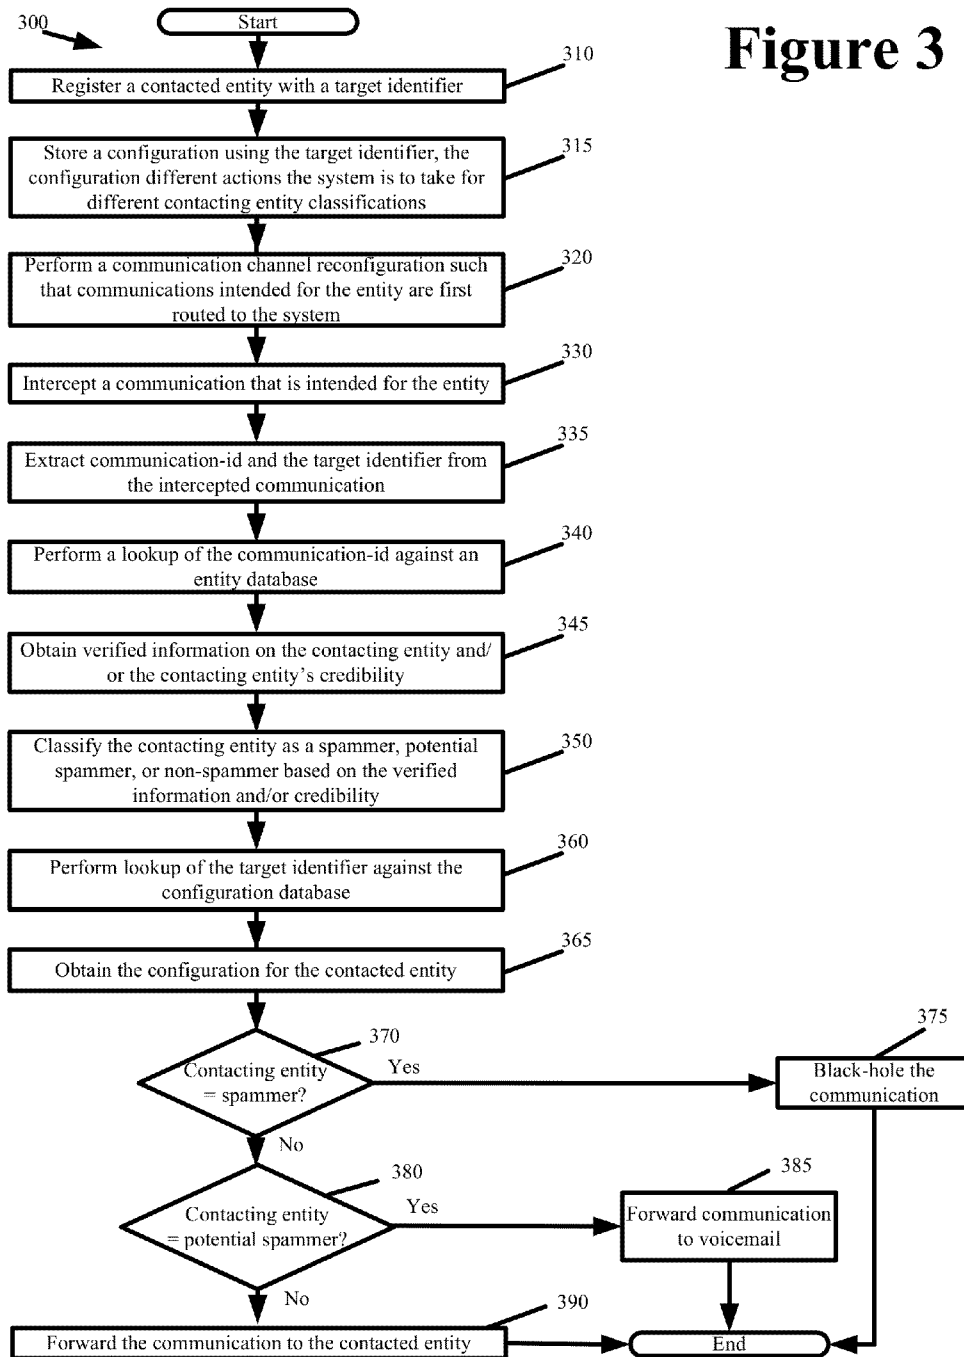 300
Start
Figure 3
310
Register a contacted entity with a target identifier
315
Store a configuration using the target identifier, the
configuration different actions the system is to take for
different contacting entity classifications
320
Perform a communication channel reconfiguration such
that communications intended for the entity are first
routed to the system
330
Intercept a communication that is intended for the entity
335
Extract communication-id and the target identifier from
the intercepted communication
340
Perform a lookup of the communication-id against an
entity database
345
Obtain verified information on the contacting entity and/
or the contacting entity's credibility
350
Classify the contacting entity as a spammer, potential
spammer, or non-spammer based on the verified
information and/or credibility
360
Perform lookup of the target identifier against the
configuration database
365
Obtain the configuration for the contacted entity
370
Contacting entity
= spammer?
Yes
375
Black-hole the
communication
No
380
Contacting entity
= potential spammer?
Yes
385
Forward communication
to voicemail
No
390
Forward the communication to the contacted entity
End